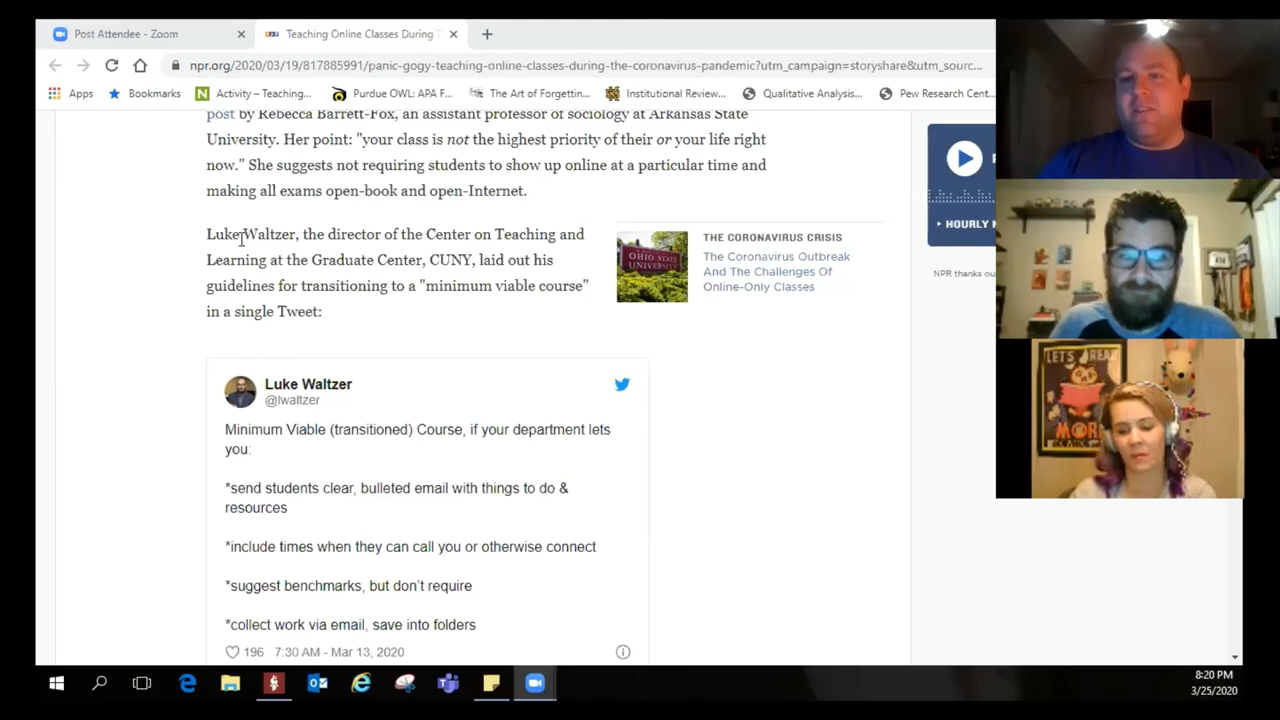 Post Attendee - Zoom
Teaching Online Classes During T
npr.org/2020/03/19/817885991/panic-gogy-teaching-online-classes-during-the-coronavirus-pandemic?utm_campaign=storyshare&utm_sourc...
Apps
Bookmarks
Activity – Teaching...
Purdue OWL: APA F...
The Art of Forgettin...
Institutional Review...
Qualitative Analysis...
Pew Research Cent...
post by Rebecca Barrett-Fox, an assistant professor of sociology at Arkansas State
University. Her point: "your class is not the highest priority of their or your life right
now." She suggests not requiring students to show up online at a particular time and
making all exams open-book and open-Internet.
Luke Waltzer, the director of the Center on Teaching and
Learning at the Graduate Center, CUNY, laid out his
guidelines for transitioning to a "minimum viable course"
in a single Tweet:
OHIO STATE
UNIVERSITY
THE CORONAVIRUS CRISIS
The Coronavirus Outbreak
And The Challenges Of
Online-Only Classes
HOURLY N
NPR thanks ou
Luke Waltzer
@lwaltzer
Minimum Viable (transitioned) Course, if your department lets
you:
*send students clear, bulleted email with things to do &
resources
*include times when they can call you or otherwise connect
*suggest benchmarks, but don't require
*collect work via email, save into folders
196 7:30 AM - Mar 13, 2020
LETS READ
MORE
8:20 PM
3/25/2020